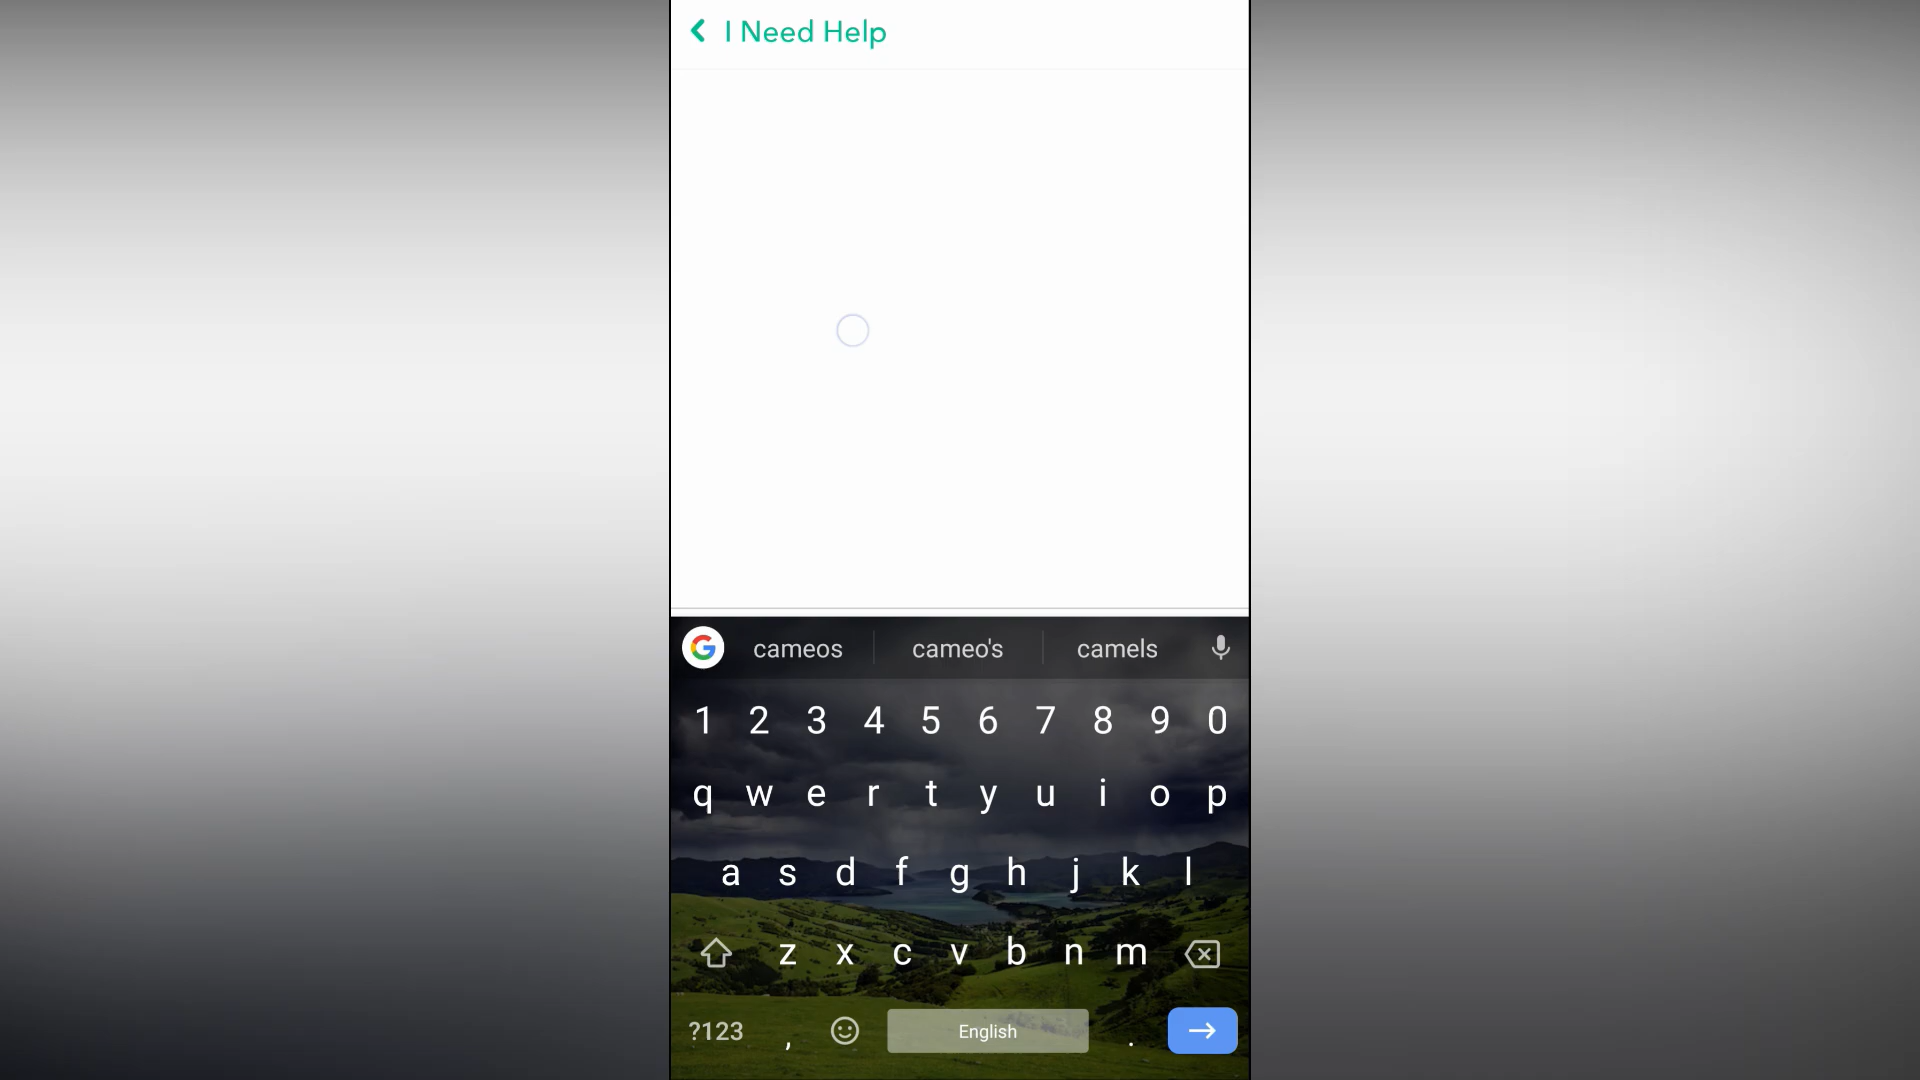 I Need Help
cameos cameo's camels
1 2 3 4 5 6 7 8 9 0
q w e r t y u i o p
a s d f g h j k l
z x c v b n m
?123 , English .